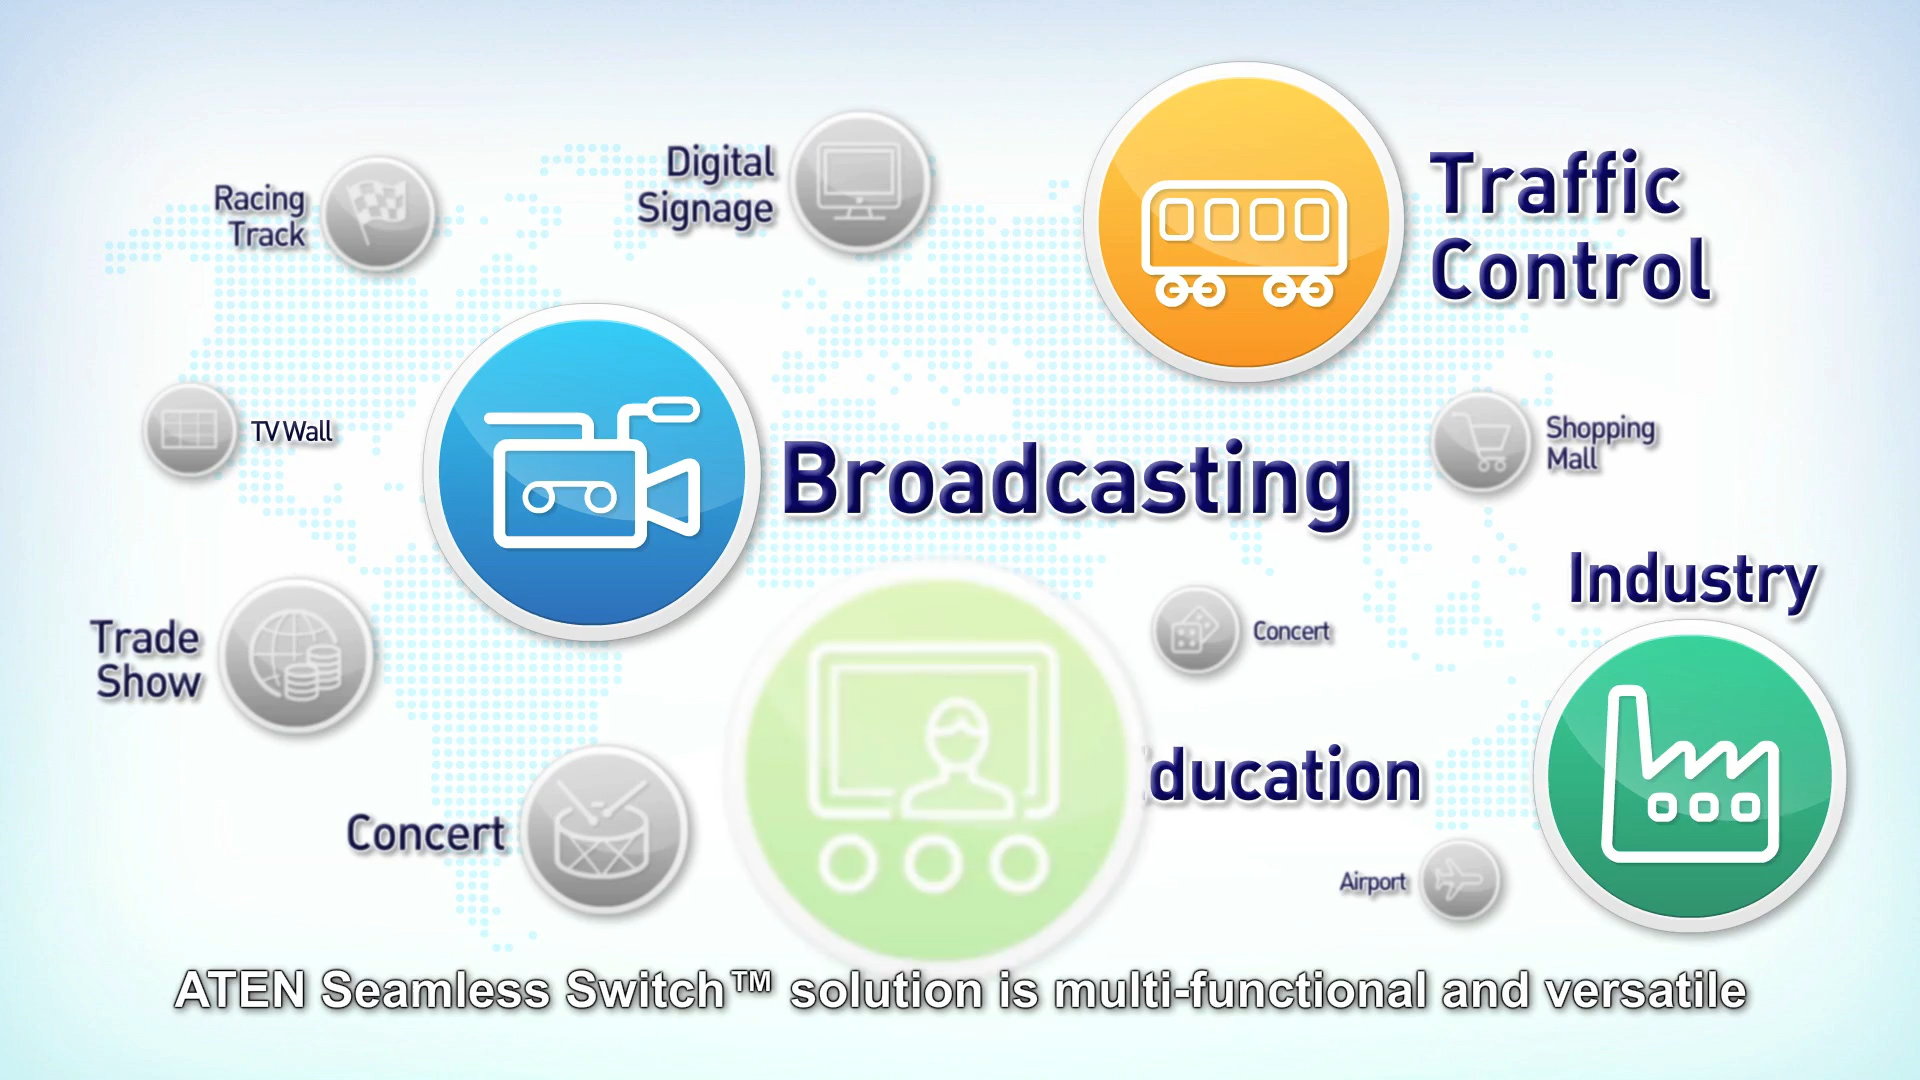 Digital
Signage
Racing
Track
Traffic
Control
TV Wall
Broadcasting
Shopping
Mall
Industry
Trade
Show
Concert
Education
Concert
Airport
ATEN Seamless Switch™ solution is multi-functional and versatile